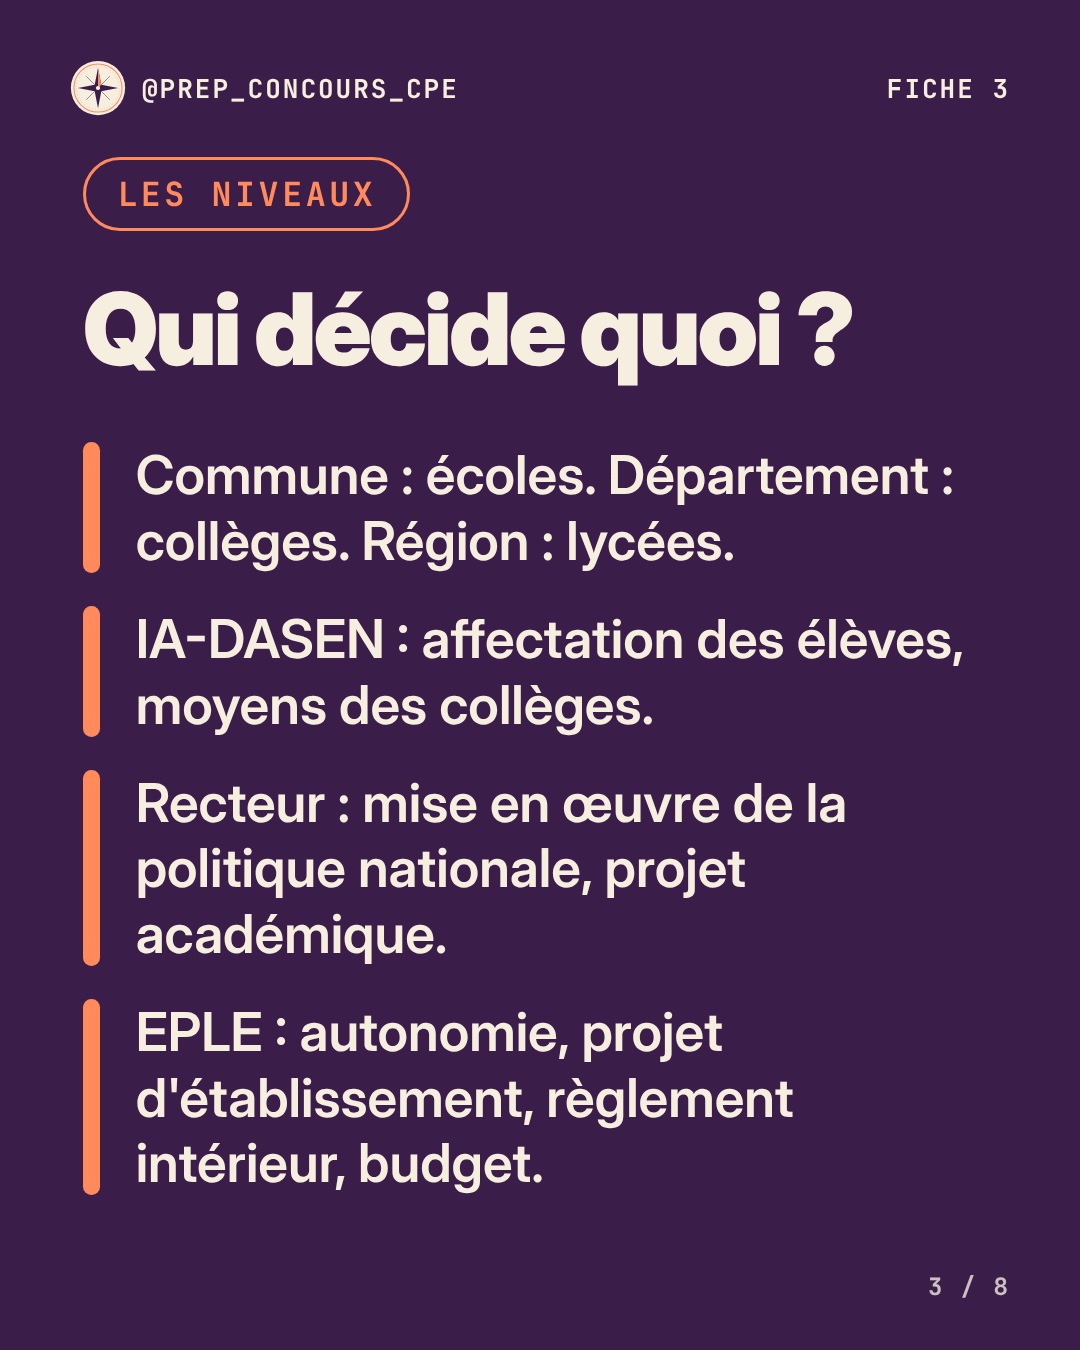 @PREP_CONCOURS_CPE
FICHE 3
LES NIVEAUX
Qui décide quoi ?
Commune : écoles. Département :
collèges. Région : lycées.
IA-DASEN : affectation des élèves,
moyens des collèges.
Recteur : mise en œuvre de la
politique nationale, projet
académique.
EPLE : autonomie, projet
d'établissement, règlement
intérieur, budget.
3 / 8